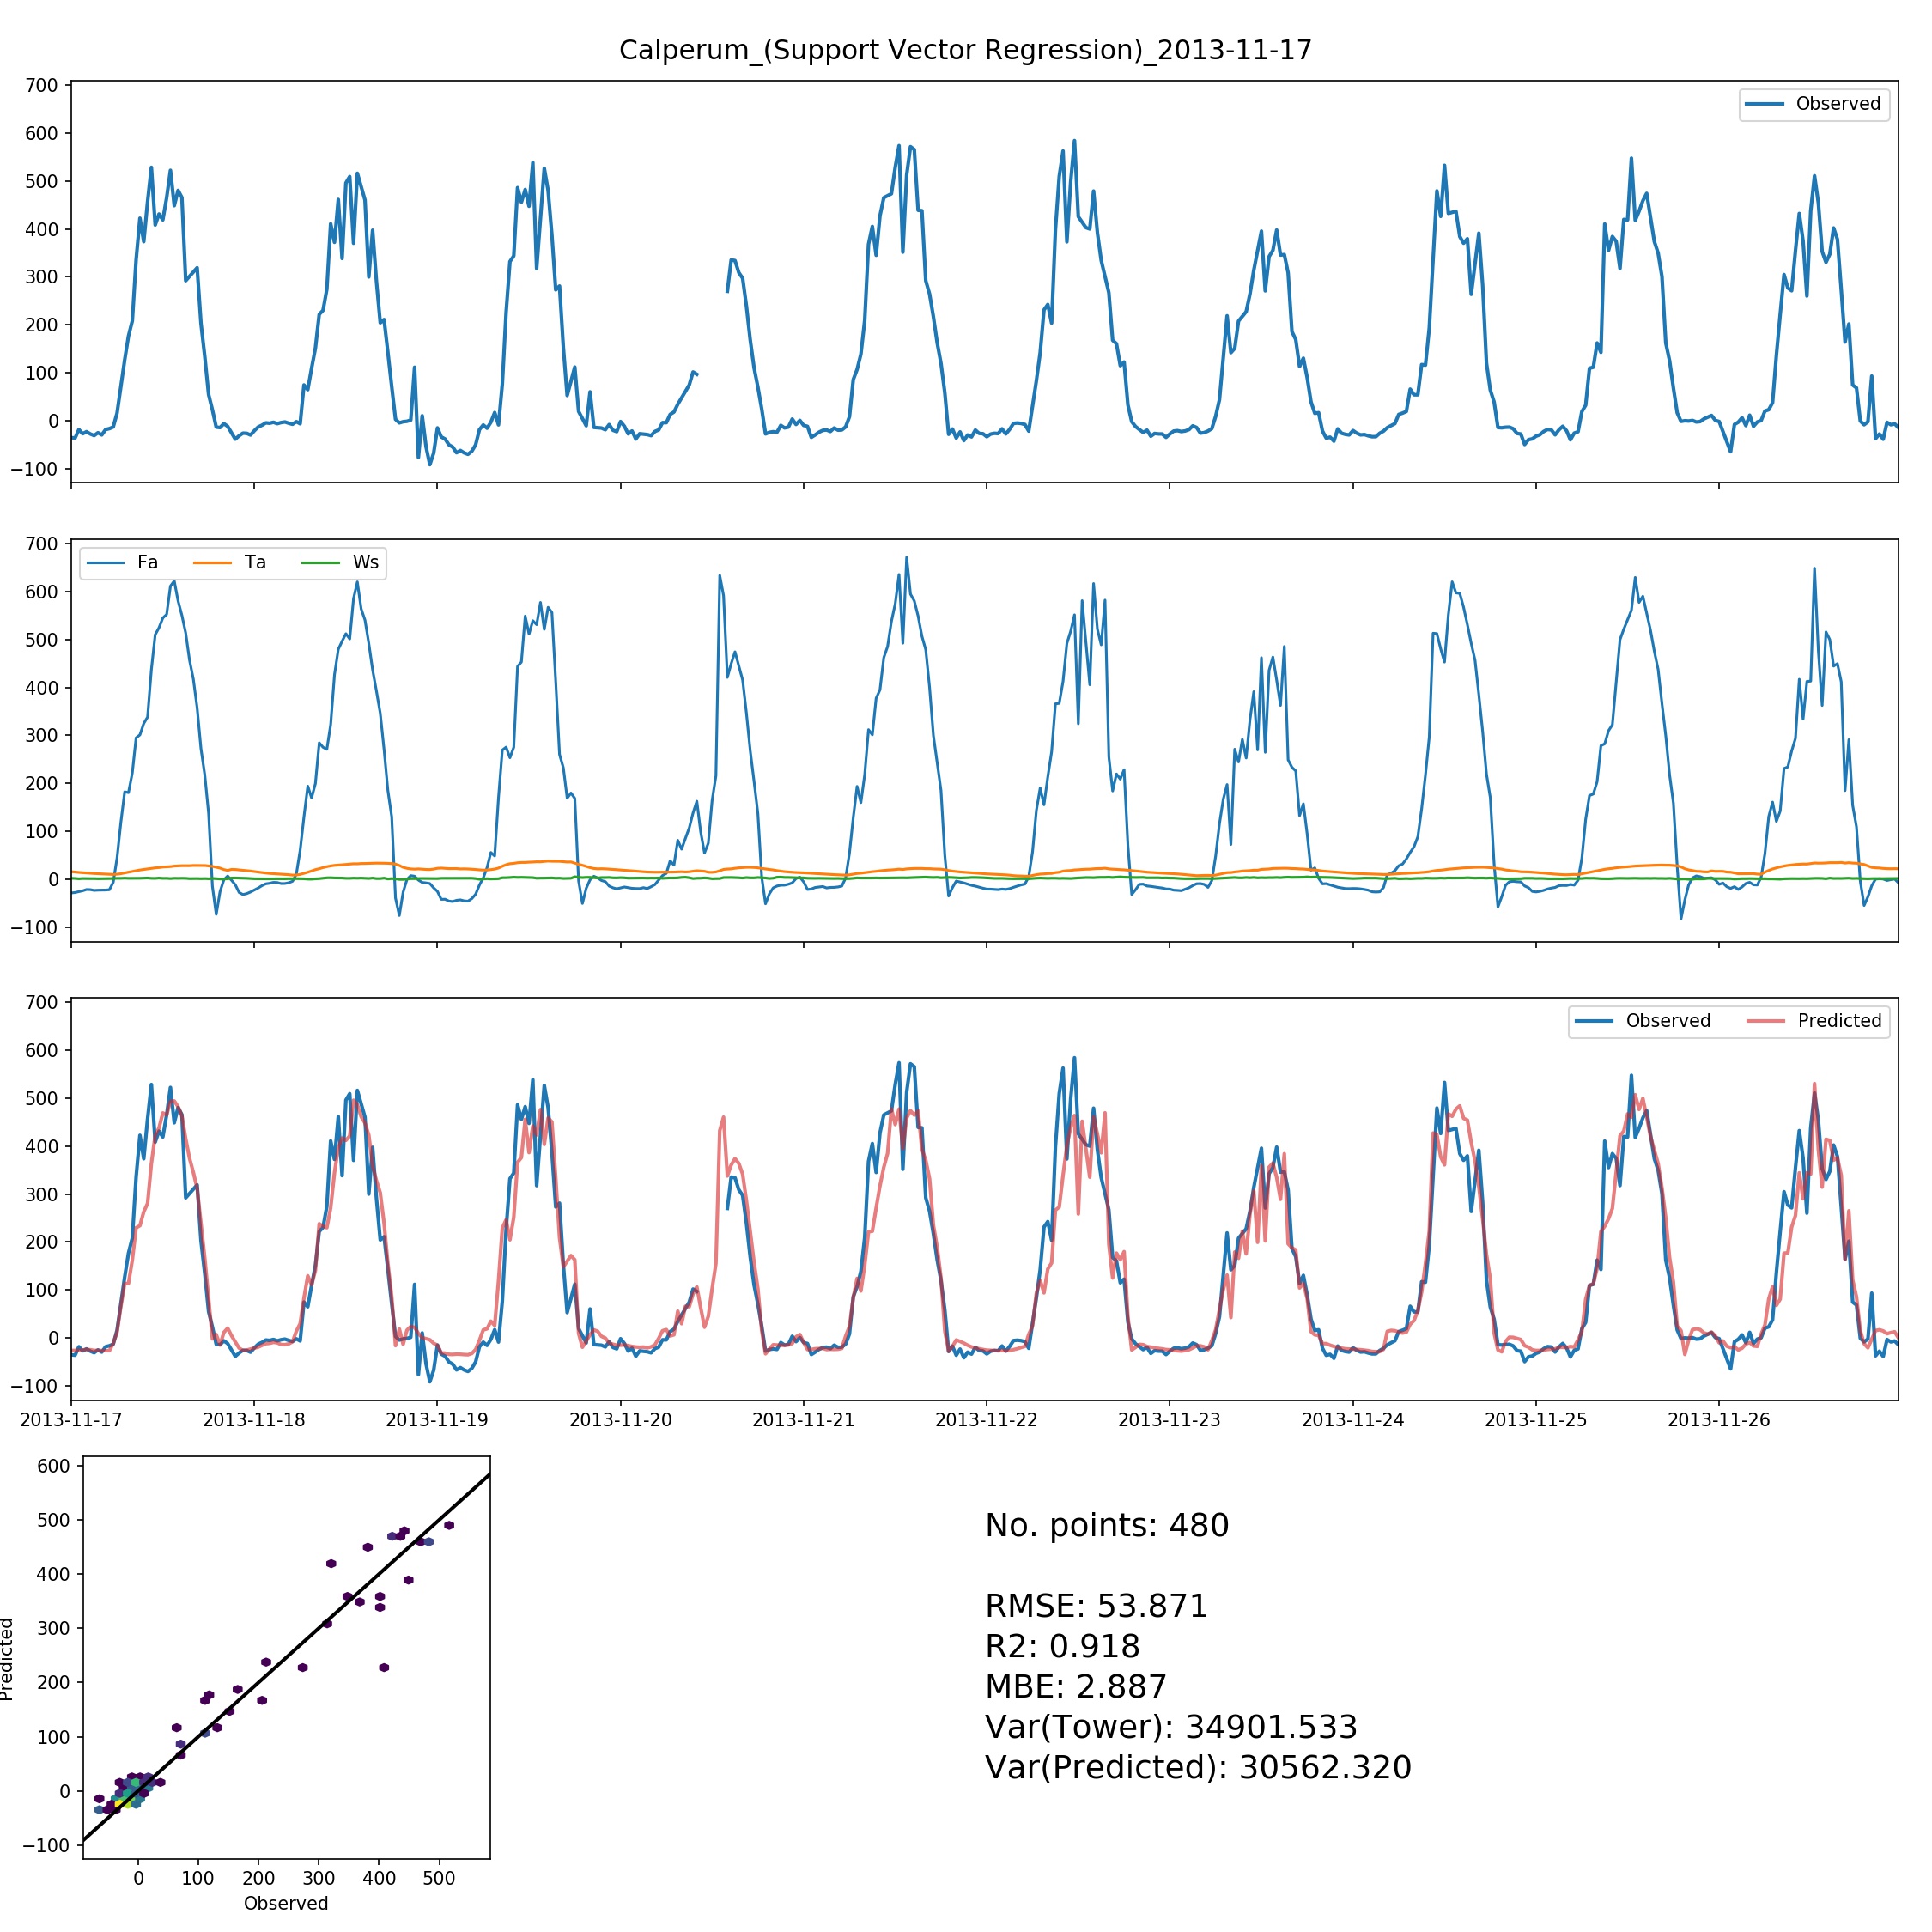 Calperum_(Support Vector Regression)_2013-11-17
700
600
500
400
300
200
100
0
−100
Observed
700
600
500
400
300
200
100
0
−100
Fa Ta Ws
700
600
500
400
300
200
100
0
−100
Observed Predicted
2013-11-17 2013-11-18 2013-11-19 2013-11-20 2013-11-21 2013-11-22 2013-11-23 2013-11-24 2013-11-25 2013-11-26
Predicted
600
500
400
300
200
100
0
−100
0 100 200 300 400 500
Observed
No. points: 480
RMSE: 53.871
R2: 0.918
MBE: 2.887
Var(Tower): 34901.533
Var(Predicted): 30562.320